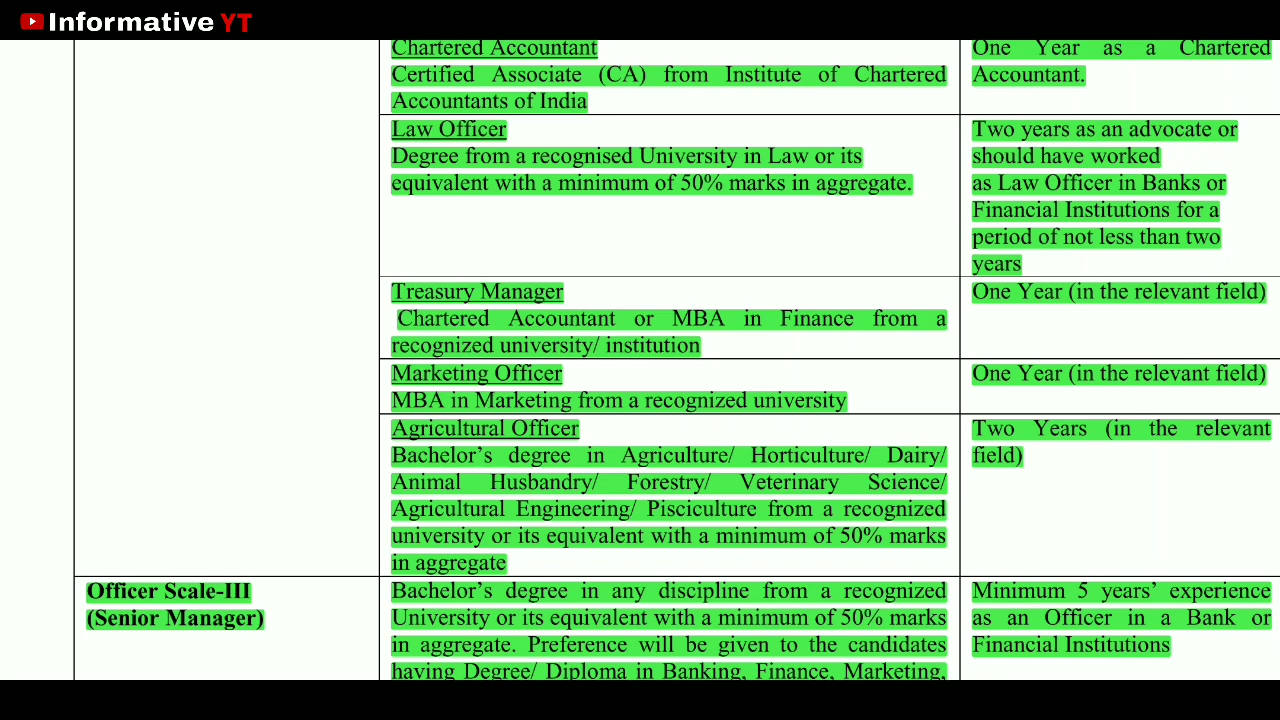 Informative YT
Chartered Accountant
Certified Associate (CA) from Institute of Chartered
Accountants of India
One Year as a Chartered
Accountant.
Law Officer
Degree from a recognised University in Law or its
equivalent with a minimum of 50% marks in aggregate.
Two years as an advocate or
should have worked
as Law Officer in Banks or
Financial Institutions for a
period of not less than two
years
Treasury Manager
Chartered Accountant or MBA in Finance from a
recognized university/ institution
One Year (in the relevant field)
Marketing Officer
MBA in Marketing from a recognized university
One Year (in the relevant field)
Agricultural Officer
Bachelor’s degree in Agriculture/ Horticulture/ Dairy/
Animal Husbandry/ Forestry/ Veterinary Science/
Agricultural Engineering/ Pisciculture from a recognized
university or its equivalent with a minimum of 50% marks
in aggregate
Two Years (in the relevant
field)
Officer Scale-III
(Senior Manager)
Bachelor’s degree in any discipline from a recognized
University or its equivalent with a minimum of 50% marks
in aggregate. Preference will be given to the candidates
having Degree/ Diploma in Banking, Finance, Marketing,
Minimum 5 years’ experience
as an Officer in a Bank or
Financial Institutions